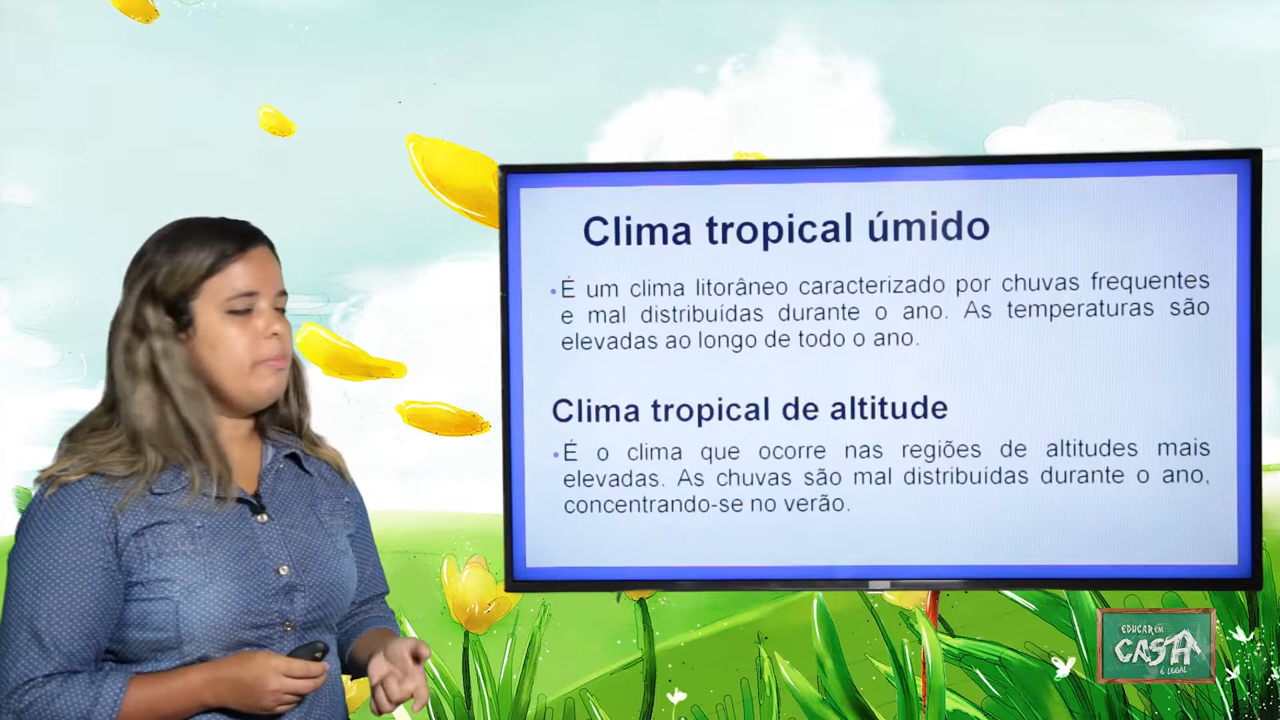 Clima tropical úmido
•É um clima litorâneo caracterizado por chuvas frequentes
e mal distribuídas durante o ano. As temperaturas são
elevadas ao longo de todo o ano.
Clima tropical de altitude
•É o clima que ocorre nas regiões de altitudes mais
elevadas. As chuvas são mal distribuídas durante o ano,
concentrando-se no verão.
EDUCAR EM
CASA
É LEGAL